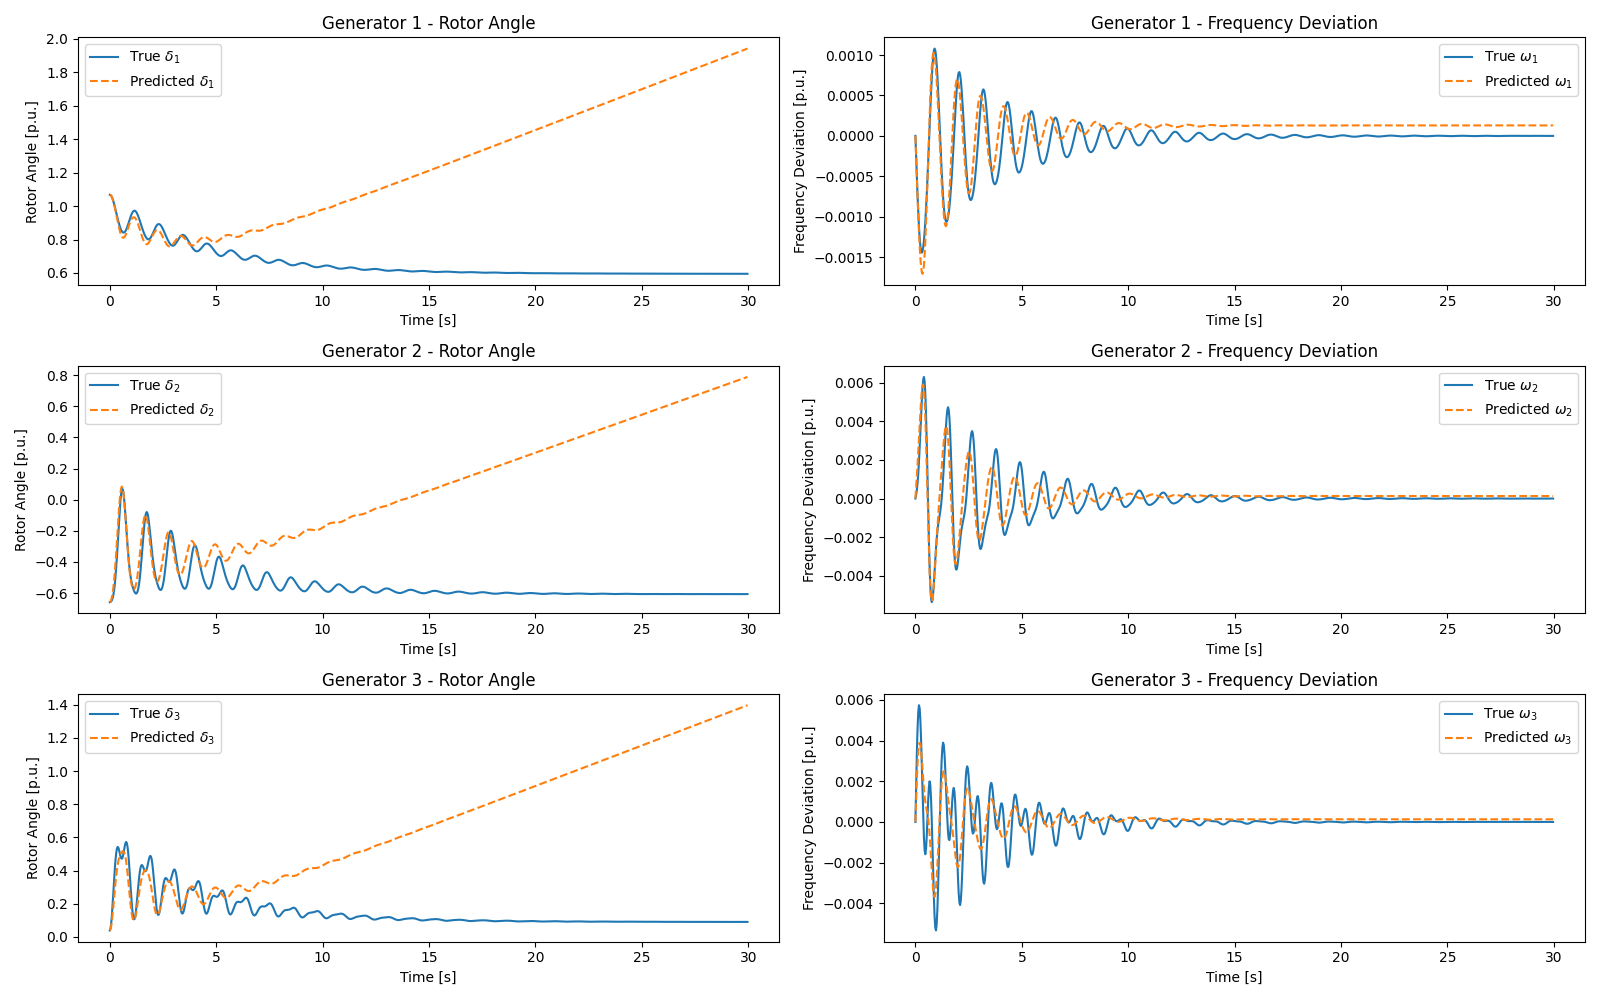 Generator 1 - Rotor Angle
Rotor Angle [p.u.]
2.0
1.8
1.6
1.4
1.2
1.0
0.8
0.6
True δ₁
Predicted δ₁
0 5 10 15 20 25 30
Time [s]
Generator 1 - Frequency Deviation
Frequency Deviation [p.u.]
0.0010
0.0005
0.0000
−0.0005
−0.0010
−0.0015
True ω₁
Predicted ω₁
0 5 10 15 20 25 30
Time [s]
Generator 2 - Rotor Angle
Rotor Angle [p.u.]
0.8
0.6
0.4
0.2
0.0
−0.2
−0.4
−0.6
True δ₂
Predicted δ₂
0 5 10 15 20 25 30
Time [s]
Generator 2 - Frequency Deviation
Frequency Deviation [p.u.]
0.006
0.004
0.002
0.000
−0.002
−0.004
True ω₂
Predicted ω₂
0 5 10 15 20 25 30
Time [s]
Generator 3 - Rotor Angle
Rotor Angle [p.u.]
1.4
1.2
1.0
0.8
0.6
0.4
0.2
0.0
True δ₃
Predicted δ₃
0 5 10 15 20 25 30
Time [s]
Generator 3 - Frequency Deviation
Frequency Deviation [p.u.]
0.006
0.004
0.002
0.000
−0.002
−0.004
True ω₃
Predicted ω₃
0 5 10 15 20 25 30
Time [s]